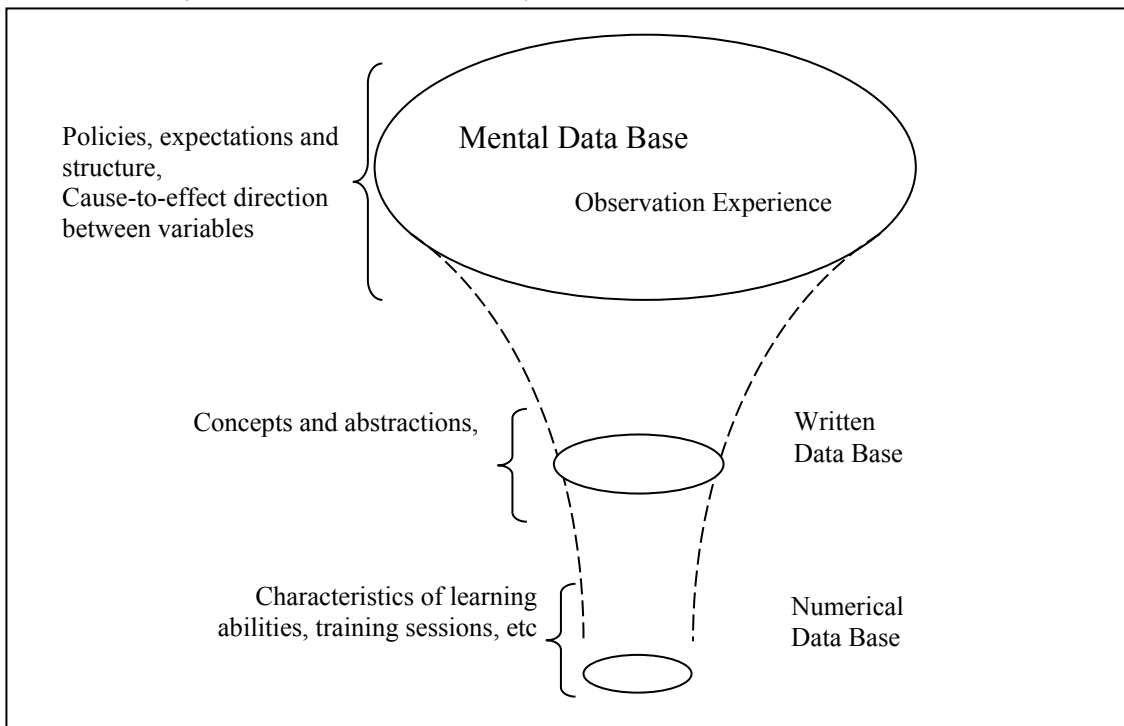 Mental Data Base
Observation Experience
Policies, expectations and
structure,
Cause-to-effect direction
between variables
Concepts and abstractions,
Written
Data Base
Characteristics of learning
abilities, training sessions, etc
Numerical
Data Base